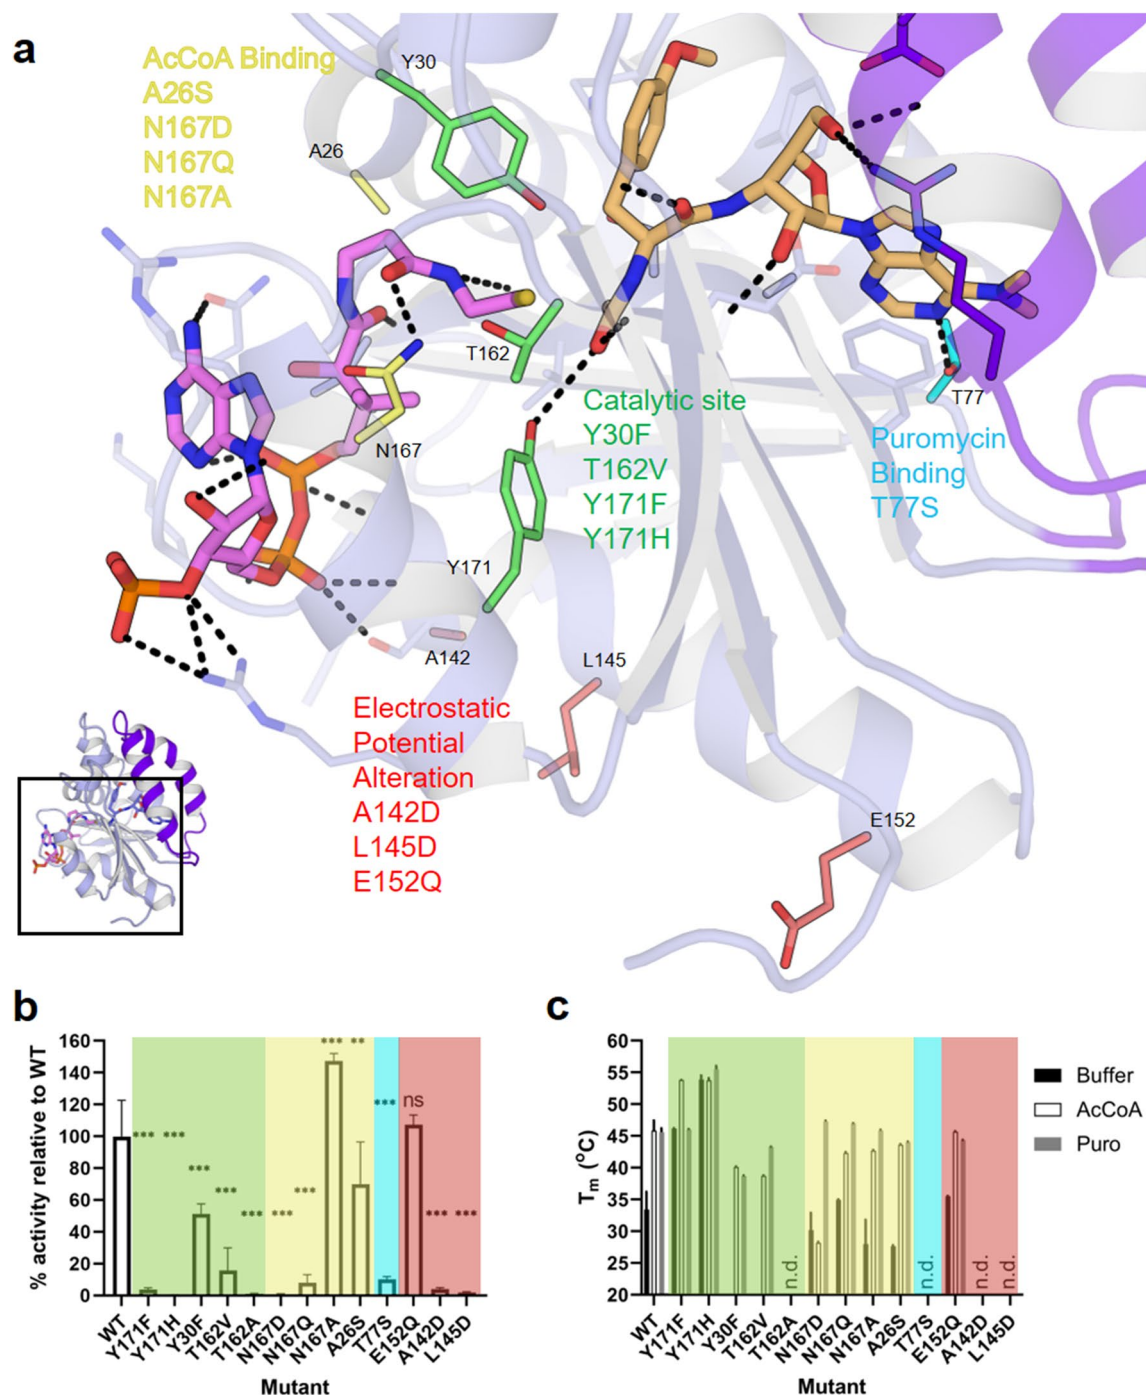 a
AcCoA Binding
A26S
N167D
N167Q
N167A
Y30
A26
T162
N167
Catalytic site
Y30F
T162V
Y171F
Y171H
T77
Puromycin
Binding
T77S
Y171
A142
L145
E152
Electrostatic
Potential
Alteration
A142D
L145D
E152Q
b
% activity relative to WT
160
140
120
100
80
60
40
20
0
*** *** *** *** *** *** *** *** ** *** ns *** ***
WT Y171F Y171H Y30F T162V T162A N167D N167Q N167A A26S T77S E152Q A142D L145D
Mutant
c
Tm (°C)
60
55
50
45
40
35
30
25
20
n.d. n.d. n.d. n.d.
WT Y171F Y171H Y30F T162V T162A N167D N167Q N167A A26S T77S E152Q A142D L145D
Mutant
Buffer
AcCoA
Puro